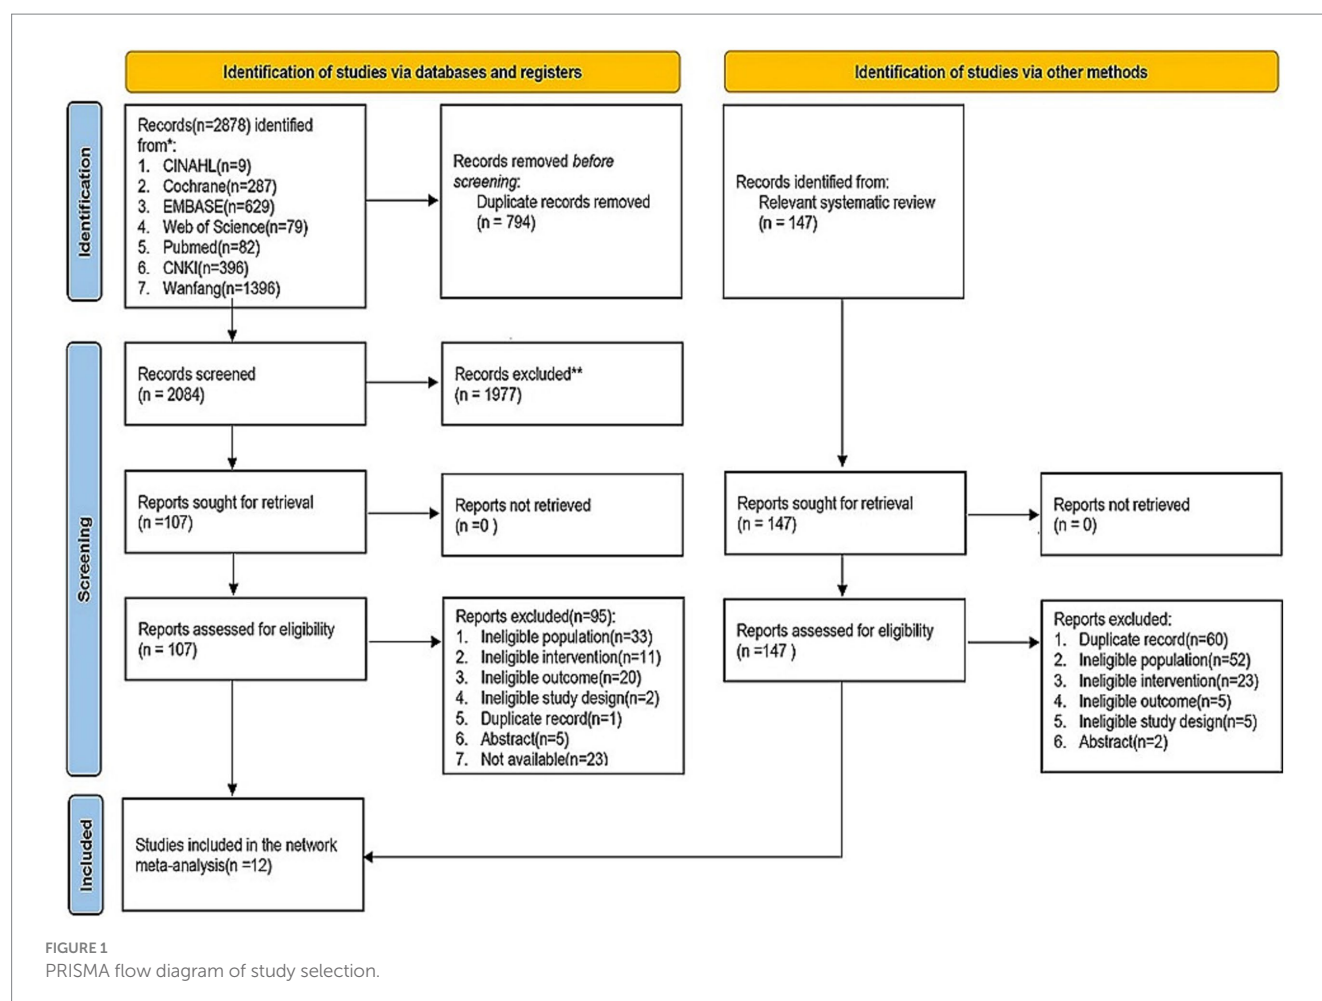 Identification of studies via databases and registers
Identification of studies via other methods
Identification
Records(n=2878) identified
from*:
1. CINAHL(n=9)
2. Cochrane(n=287)
3. EMBASE(n=629)
4. Web of Science(n=79)
5. Pubmed(n=82)
6. CNKI(n=396)
7. Wanfang(n=1396)
Records removed before
screening:
Duplicate records removed
(n = 794)
Records identified from:
Relevant systematic review
(n = 147)
Screening
Records screened
(n = 2084)
Records excluded**
(n = 1977)
Reports sought for retrieval
(n =107)
Reports not retrieved
(n =0 )
Reports sought for retrieval
(n = 147)
Reports not retrieved
(n = 0)
Reports assessed for eligibility
(n = 107)
Reports excluded(n=95):
1. Ineligible population(n=33)
2. Ineligible intervention(n=11)
3. Ineligible outcome(n=20)
4. Ineligible study design(n=2)
5. Duplicate record(n=1)
6. Abstract(n=5)
7. Not available(n=23)
Reports assessed for eligibility
(n =147 )
Reports excluded:
1. Duplicate record(n=60)
2. Ineligible population(n=52)
3. Ineligible intervention(n=23)
4. Ineligible outcome(n=5)
5. Ineligible study design(n=5)
6. Abstract(n=2)
Included
Studies included in the network
meta-analysis(n =12)
FIGURE 1
PRISMA flow diagram of study selection.